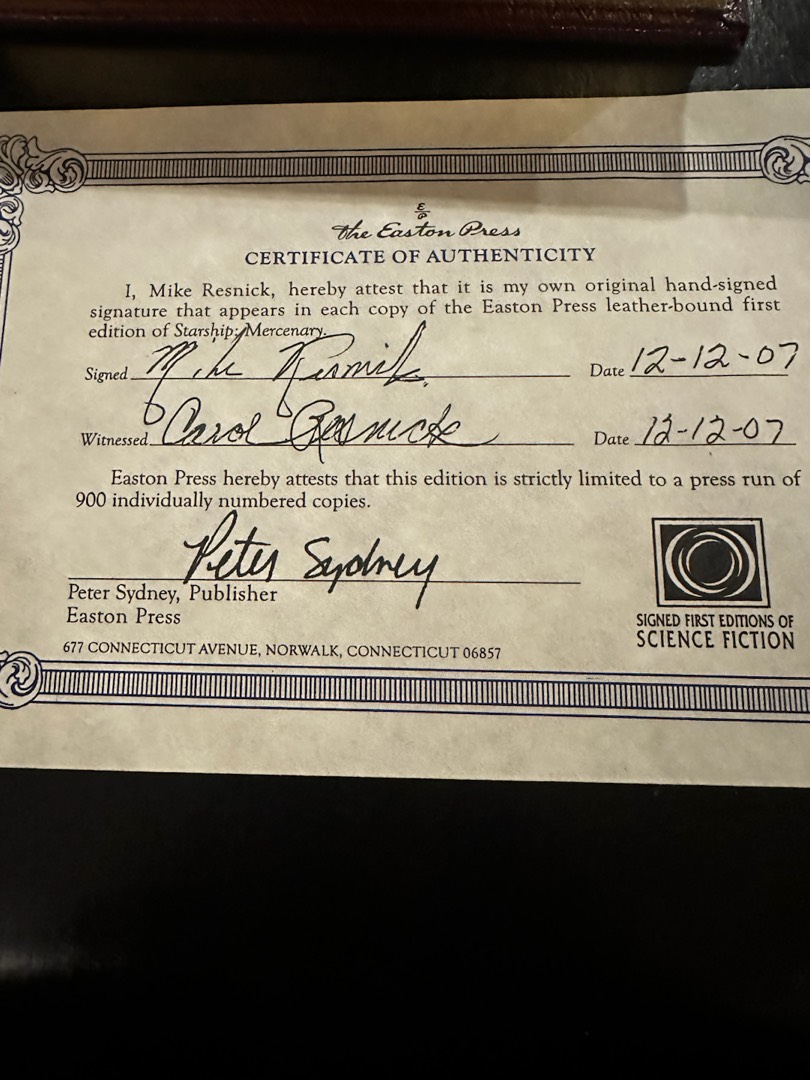 E
P
the Easton Press
CERTIFICATE OF AUTHENTICITY
I, Mike Resnick, hereby attest that it is my own original hand-signed
signature that appears in each copy of the Easton Press leather-bound first
edition of Starship: Mercenary.
Signed Mike Resnick Date 12-12-07
Witnessed Carol Resnick Date 12-12-07
Easton Press hereby attests that this edition is strictly limited to a press run of
900 individually numbered copies.
Peter Sydney
Peter Sydney, Publisher
Easton Press
677 CONNECTICUT AVENUE, NORWALK, CONNECTICUT 06857
SIGNED FIRST EDITIONS OF
SCIENCE FICTION